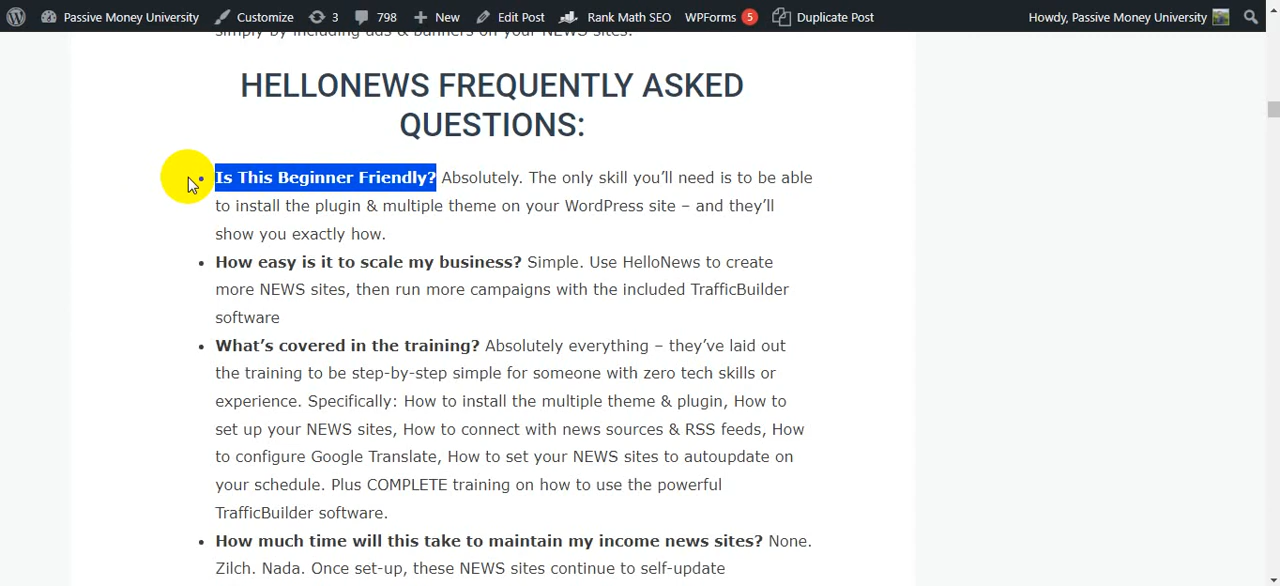 Passive Money University Customize 3 798 New Edit Post Rank Math SEO WPForms 5 Duplicate Post Howdy, Passive Money University
simply by including ads & banners on your NEWS sites.
HELLONEWS FREQUENTLY ASKED
QUESTIONS:
• Is This Beginner Friendly? Absolutely. The only skill you’ll need is to be able
to install the plugin & multiple theme on your WordPress site – and they’ll
show you exactly how.
• How easy is it to scale my business? Simple. Use HelloNews to create
more NEWS sites, then run more campaigns with the included TrafficBuilder
software
• What’s covered in the training? Absolutely everything – they’ve laid out
the training to be step-by-step simple for someone with zero tech skills or
experience. Specifically: How to install the multiple theme & plugin, How to
set up your NEWS sites, How to connect with news sources & RSS feeds, How
to configure Google Translate, How to set your NEWS sites to autoupdate on
your schedule. Plus COMPLETE training on how to use the powerful
TrafficBuilder software.
• How much time will this take to maintain my income news sites? None.
Zilch. Nada. Once set-up, these NEWS sites continue to self-update